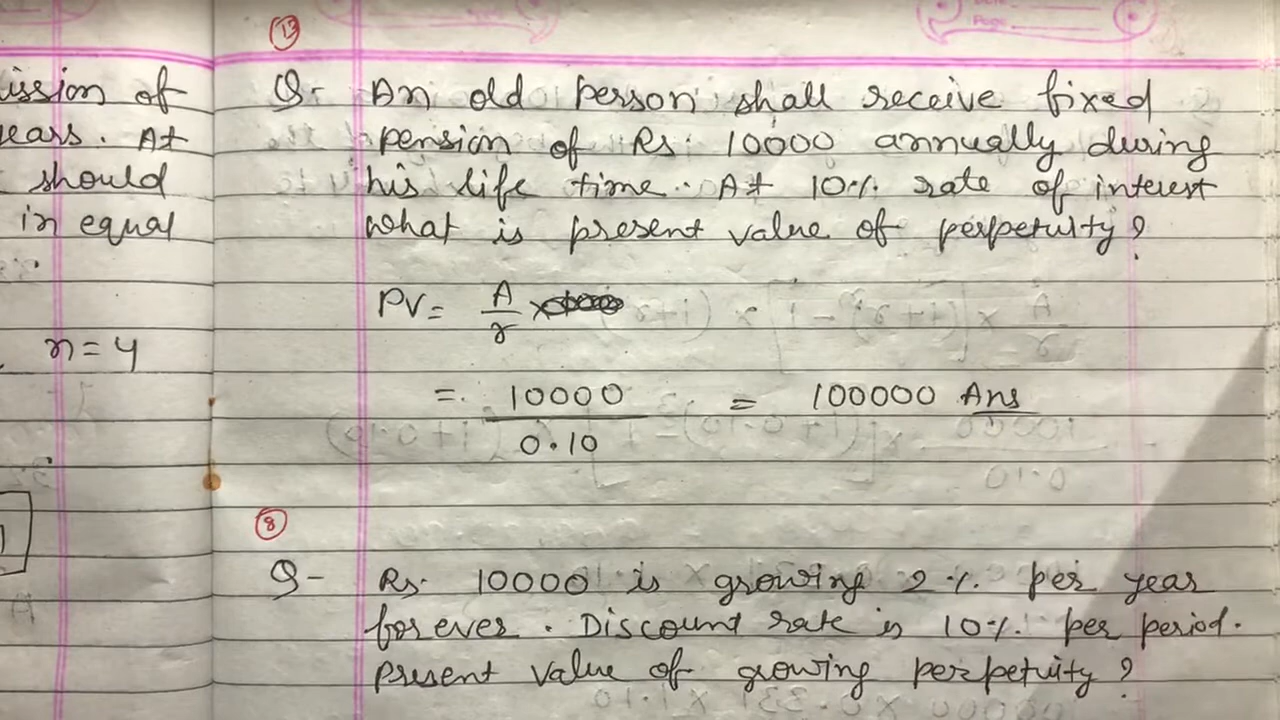 ission of
ears. At
should
in equal
n = 4
13
Q- An old person shall receive fixed
pension of Rs. 10000 annually during
his life time. At 10% rate of interest
what is present value of perpetuity?
PV = A/r
= 10000/0.10 = 100000 Ans
8
Q- Rs. 10000 is growing 2%. per year
forever. Discount rate is 10%. per period.
Present value of growing perpetuity?